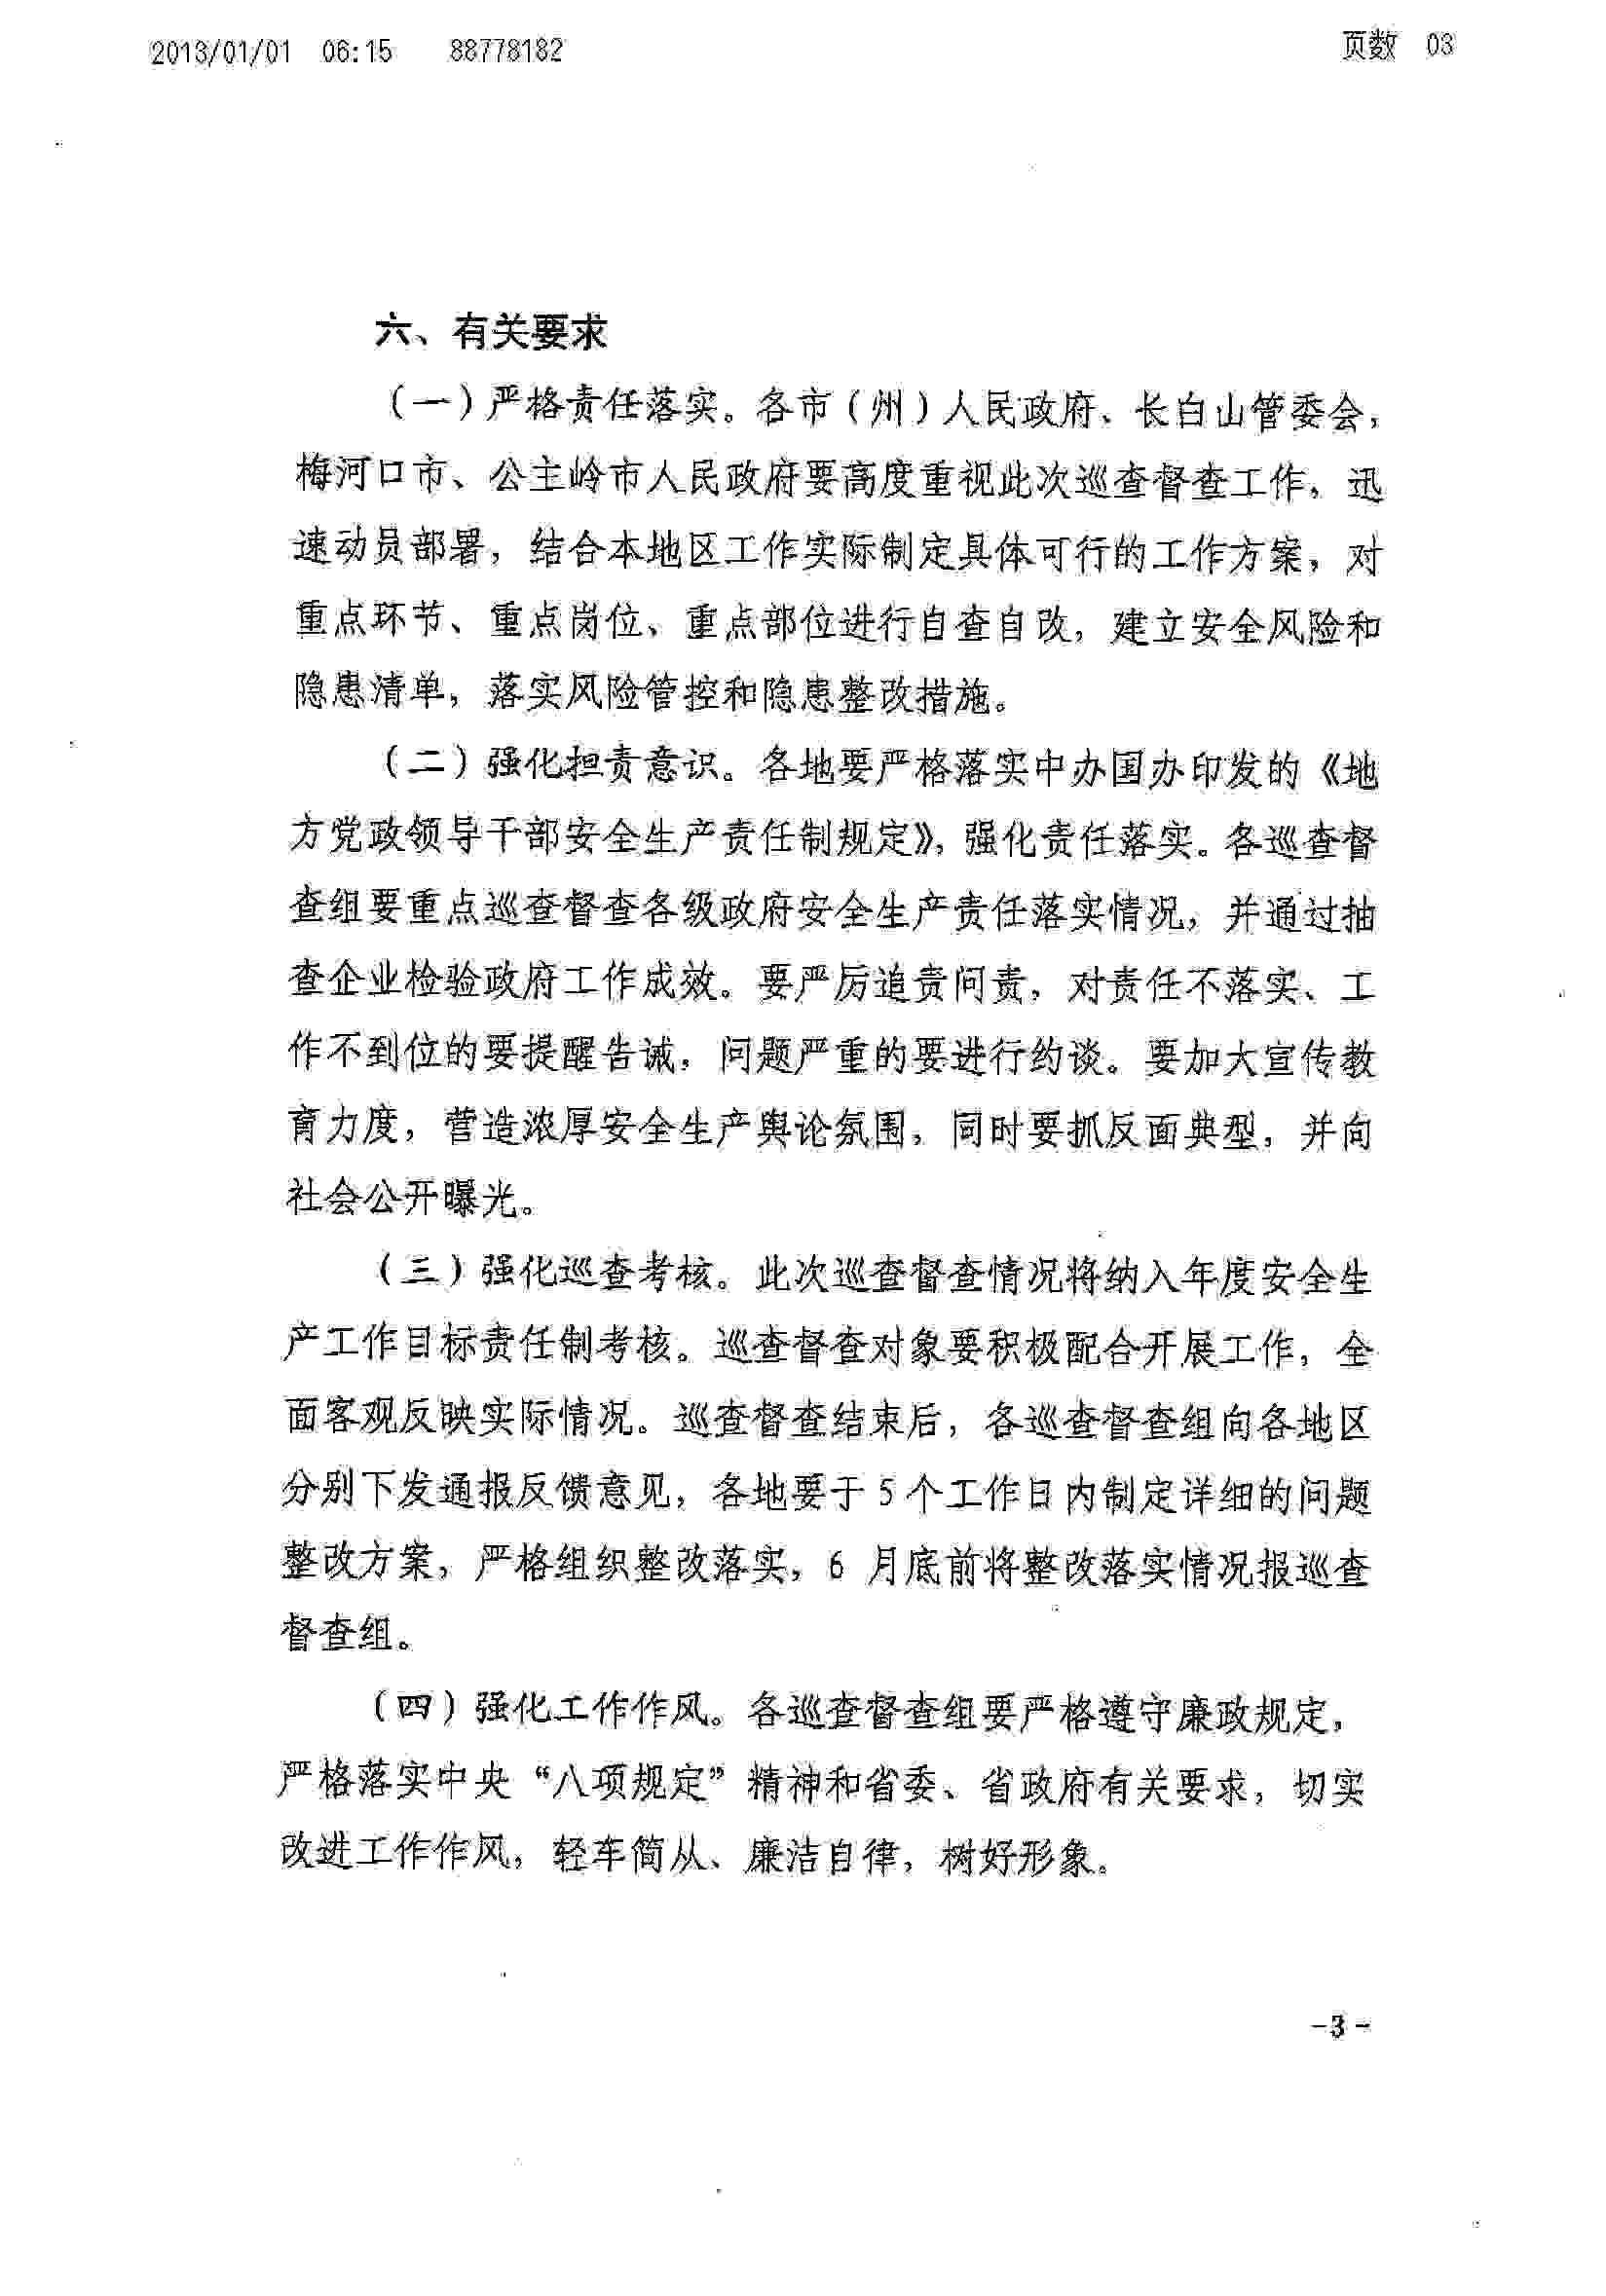 2013/01/01 06:15 88778182 页数 03
六、有关要求
（一）严格责任落实。各市（州）人民政府、长白山管委会，
梅河口市、公主岭市人民政府要高度重视此次巡查督查工作，迅
速动员部署，结合本地区工作实际制定具体可行的工作方案，对
重点环节、重点岗位、重点部位进行自查自改，建立安全风险和
隐患清单，落实风险管控和隐患整改措施。
（二）强化担责意识。各地要严格落实中办国办印发的《地
方党政领导干部安全生产责任制规定》，强化责任落实。各巡查督
查组要重点巡查督查各级政府安全生产责任落实情况，并通过抽
查企业检验政府工作成效。要严厉追责问责，对责任不落实、工
作不到位的要提醒告诫，问题严重的要进行约谈。要加大宣传教
育力度，营造浓厚安全生产舆论氛围，同时要抓反面典型，并向
社会公开曝光。
（三）强化巡查考核。此次巡查督查情况将纳入年度安全生
产工作目标责任制考核。巡查督查对象要积极配合开展工作，全
面客观反映实际情况。巡查督查结束后，各巡查督查组向各地区
分别下发通报反馈意见，各地要于 5 个工作日内制定详细的问题
整改方案，严格组织整改落实，6 月底前将整改落实情况报巡查
督查组。
（四）强化工作作风。各巡查督查组要严格遵守廉政规定，
严格落实中央“八项规定”精神和省委、省政府有关要求，切实
改进工作作风，轻车简从、廉洁自律，树好形象。
-3-